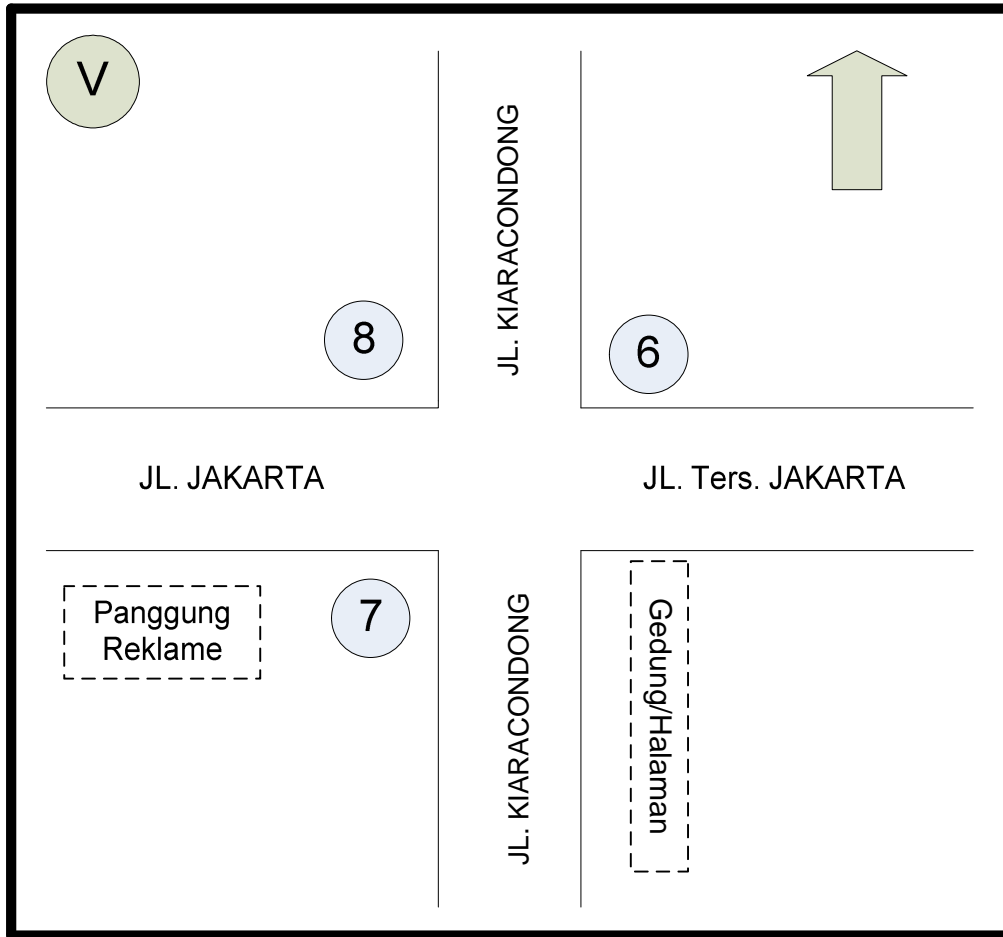 V
JL. KIARACONDONG
8
6
JL. JAKARTA
JL. Ters. JAKARTA
Panggung
Reklame
7
JL. KIARACONDONG
Gedung/Halaman